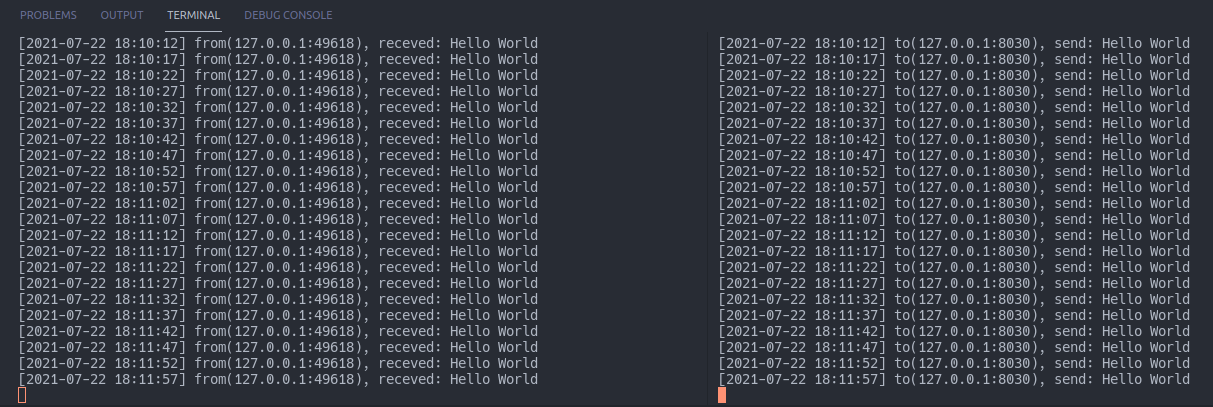 PROBLEMS OUTPUT TERMINAL DEBUG CONSOLE
[2021-07-22 18:10:12] from(127.0.0.1:49618), receved: Hello World
[2021-07-22 18:10:17] from(127.0.0.1:49618), receved: Hello World
[2021-07-22 18:10:22] from(127.0.0.1:49618), receved: Hello World
[2021-07-22 18:10:27] from(127.0.0.1:49618), receved: Hello World
[2021-07-22 18:10:32] from(127.0.0.1:49618), receved: Hello World
[2021-07-22 18:10:37] from(127.0.0.1:49618), receved: Hello World
[2021-07-22 18:10:42] from(127.0.0.1:49618), receved: Hello World
[2021-07-22 18:10:47] from(127.0.0.1:49618), receved: Hello World
[2021-07-22 18:10:52] from(127.0.0.1:49618), receved: Hello World
[2021-07-22 18:10:57] from(127.0.0.1:49618), receved: Hello World
[2021-07-22 18:11:02] from(127.0.0.1:49618), receved: Hello World
[2021-07-22 18:11:07] from(127.0.0.1:49618), receved: Hello World
[2021-07-22 18:11:12] from(127.0.0.1:49618), receved: Hello World
[2021-07-22 18:11:17] from(127.0.0.1:49618), receved: Hello World
[2021-07-22 18:11:22] from(127.0.0.1:49618), receved: Hello World
[2021-07-22 18:11:27] from(127.0.0.1:49618), receved: Hello World
[2021-07-22 18:11:32] from(127.0.0.1:49618), receved: Hello World
[2021-07-22 18:11:37] from(127.0.0.1:49618), receved: Hello World
[2021-07-22 18:11:42] from(127.0.0.1:49618), receved: Hello World
[2021-07-22 18:11:47] from(127.0.0.1:49618), receved: Hello World
[2021-07-22 18:11:52] from(127.0.0.1:49618), receved: Hello World
[2021-07-22 18:11:57] from(127.0.0.1:49618), receved: Hello World
[2021-07-22 18:10:12] to(127.0.0.1:8030), send: Hello World
[2021-07-22 18:10:17] to(127.0.0.1:8030), send: Hello World
[2021-07-22 18:10:22] to(127.0.0.1:8030), send: Hello World
[2021-07-22 18:10:27] to(127.0.0.1:8030), send: Hello World
[2021-07-22 18:10:32] to(127.0.0.1:8030), send: Hello World
[2021-07-22 18:10:37] to(127.0.0.1:8030), send: Hello World
[2021-07-22 18:10:42] to(127.0.0.1:8030), send: Hello World
[2021-07-22 18:10:47] to(127.0.0.1:8030), send: Hello World
[2021-07-22 18:10:52] to(127.0.0.1:8030), send: Hello World
[2021-07-22 18:10:57] to(127.0.0.1:8030), send: Hello World
[2021-07-22 18:11:02] to(127.0.0.1:8030), send: Hello World
[2021-07-22 18:11:07] to(127.0.0.1:8030), send: Hello World
[2021-07-22 18:11:12] to(127.0.0.1:8030), send: Hello World
[2021-07-22 18:11:17] to(127.0.0.1:8030), send: Hello World
[2021-07-22 18:11:22] to(127.0.0.1:8030), send: Hello World
[2021-07-22 18:11:27] to(127.0.0.1:8030), send: Hello World
[2021-07-22 18:11:32] to(127.0.0.1:8030), send: Hello World
[2021-07-22 18:11:37] to(127.0.0.1:8030), send: Hello World
[2021-07-22 18:11:42] to(127.0.0.1:8030), send: Hello World
[2021-07-22 18:11:47] to(127.0.0.1:8030), send: Hello World
[2021-07-22 18:11:52] to(127.0.0.1:8030), send: Hello World
[2021-07-22 18:11:57] to(127.0.0.1:8030), send: Hello World